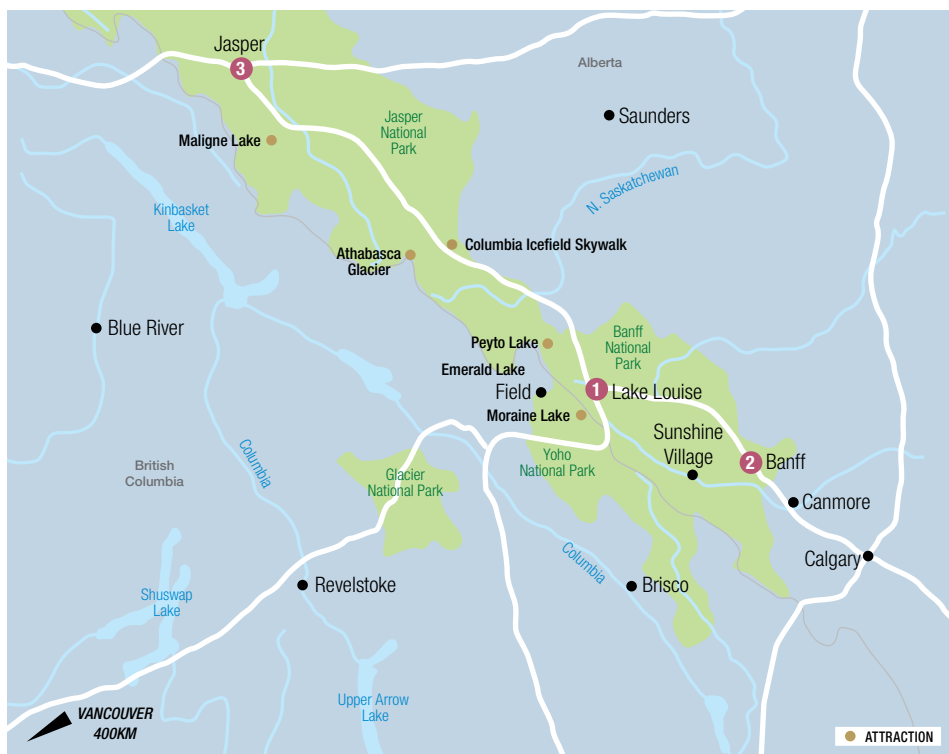 Jasper
3
Alberta
Saunders
Jasper
National
Park
Maligne Lake
N. Saskatchewan
Kinbasket
Lake
Columbia Icefield Skywalk
Athabasca
Glacier
Blue River
Banff
National
Park
Peyto Lake
Emerald Lake
Field
1
Lake Louise
Moraine Lake
Sunshine
Village
2
Banff
Yoho
National Park
British
Columbia
Columbia
Glacier
National Park
Canmore
Calgary
Columbia
Brisco
Revelstoke
Shuswap
Lake
Upper Arrow
Lake
VANCOUVER
400KM
ATTRACTION